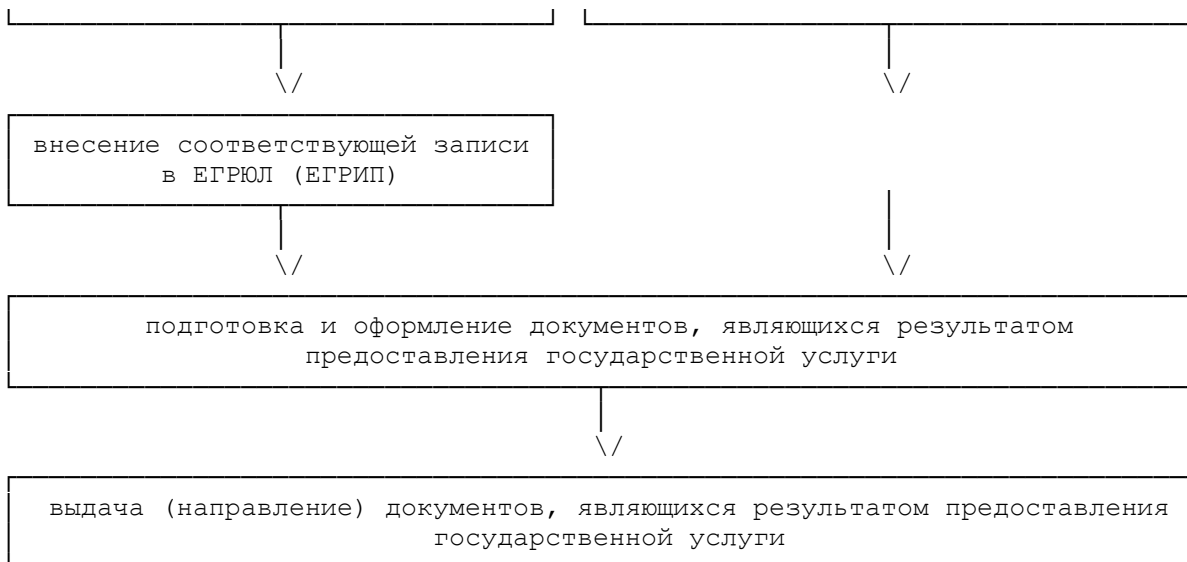 внесение соответствующей записи
в ЕГРЮЛ (ЕГРИП)
подготовка и оформление документов, являющихся результатом
предоставления государственной услуги
выдача (направление) документов, являющихся результатом предоставления
государственной услуги